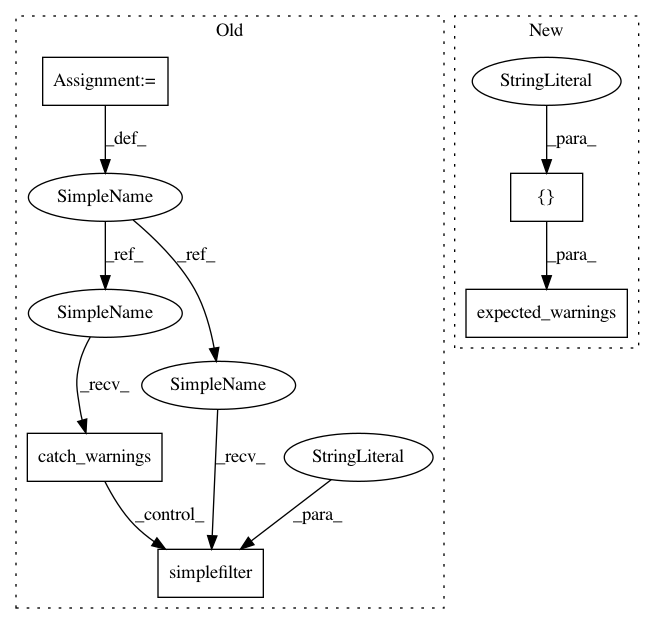 Old
New
Assignment:=
StringLiteral
_def_
_para_
SimpleName
{}
_ref_
_ref_
_para_
SimpleName
expected_warnings
SimpleName
_recv_
catch_warnings
_recv_
StringLiteral
_control_
_para_
simplefilter